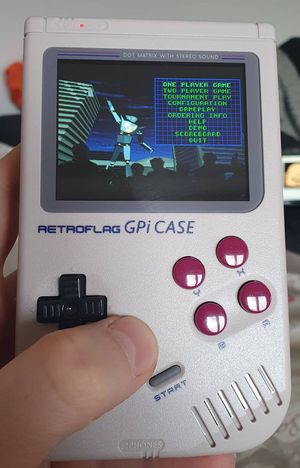 DOT MATRIX WITH STEREO SOUND
ONE PLAYER GAME
TWO PLAYER GAME
TOURNAMENT PLAY
CONFIGURATION
GAMEPLAY
ORDERING INFO
HELP
DEMO
SCOREBOARD
QUIT
RETROFLAG GPi CASE
X
Y
A
B
START
PHONES